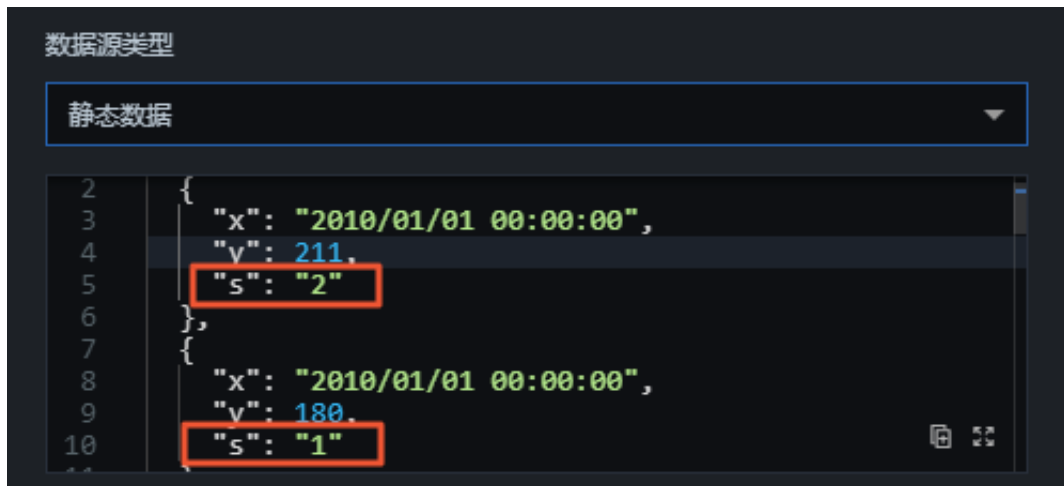 数据源类型
静态数据
2 {
3 "x": "2010/01/01 00:00:00",
4 "y": 211,
5 "s": "2"
6 },
7 {
8 "x": "2010/01/01 00:00:00",
9 "y": 180,
10 "s": "1"